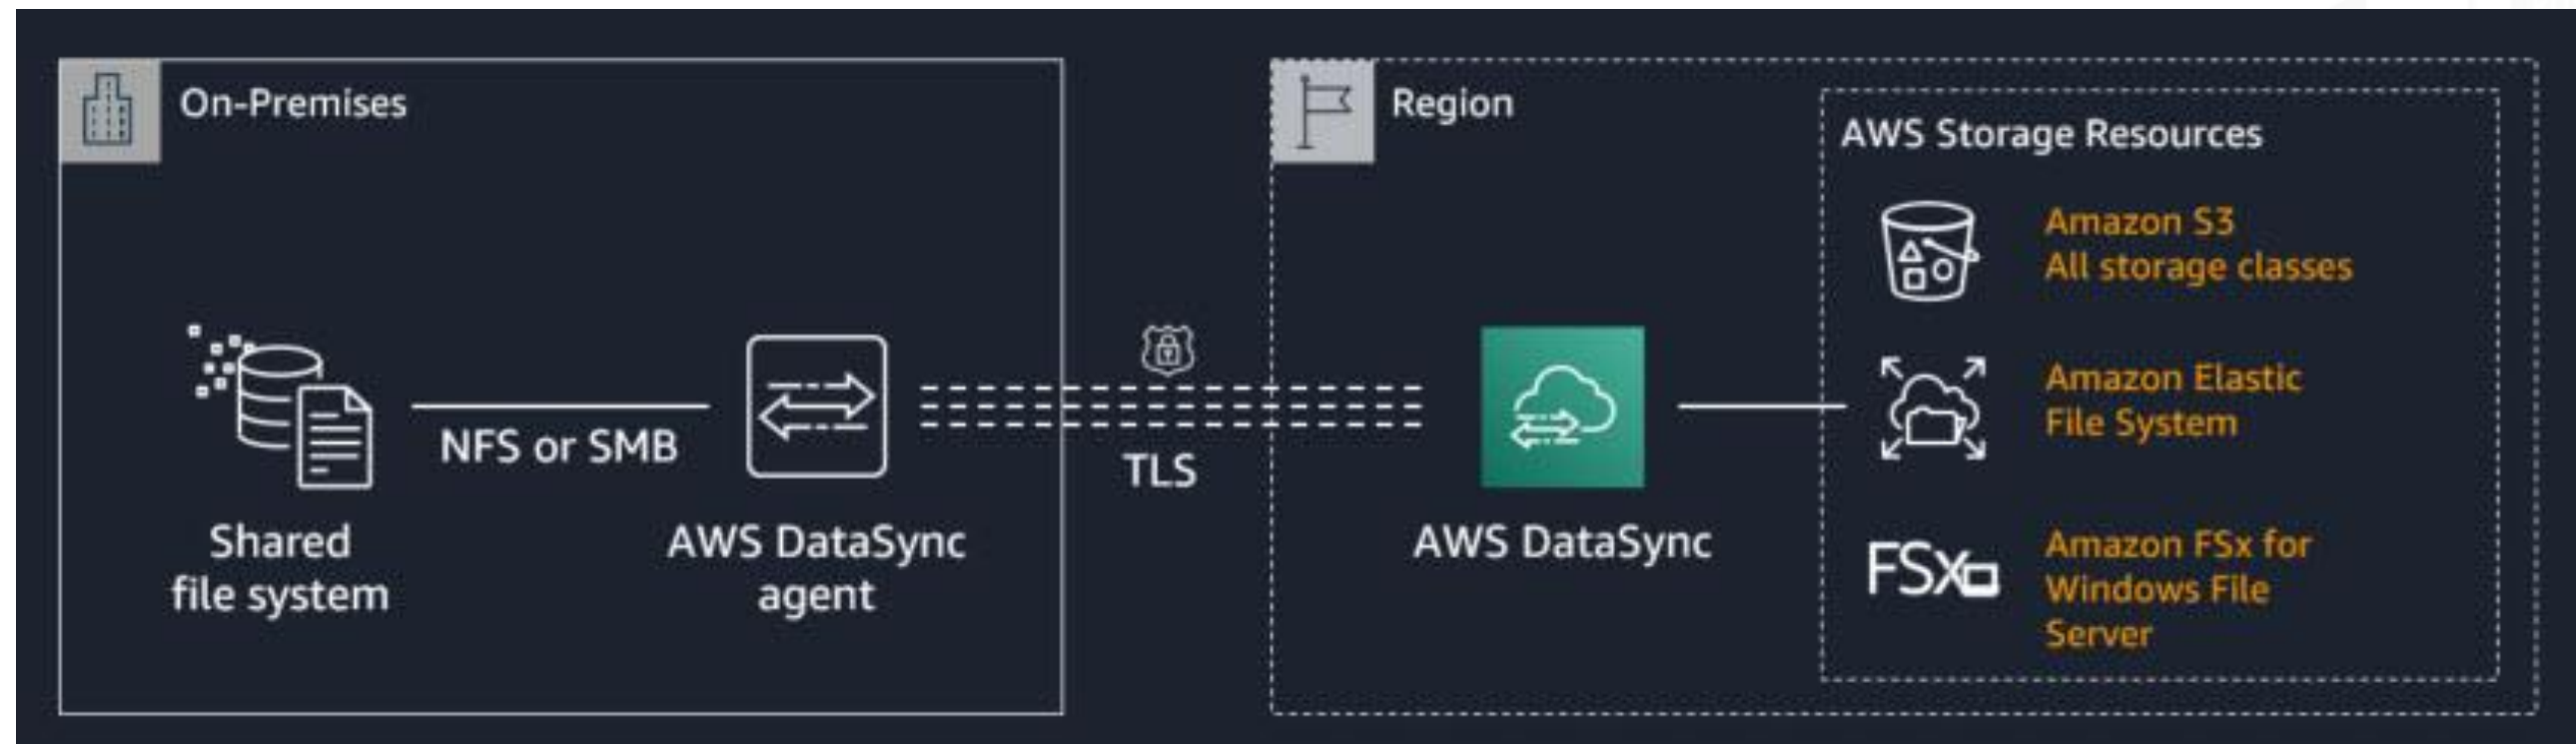 On-Premises
Shared
file system
NFS or SMB
AWS DataSync
agent
TLS
Region
AWS DataSync
AWS Storage Resources
Amazon S3
All storage classes
Amazon Elastic
File System
FSx
Amazon FSx for
Windows File
Server